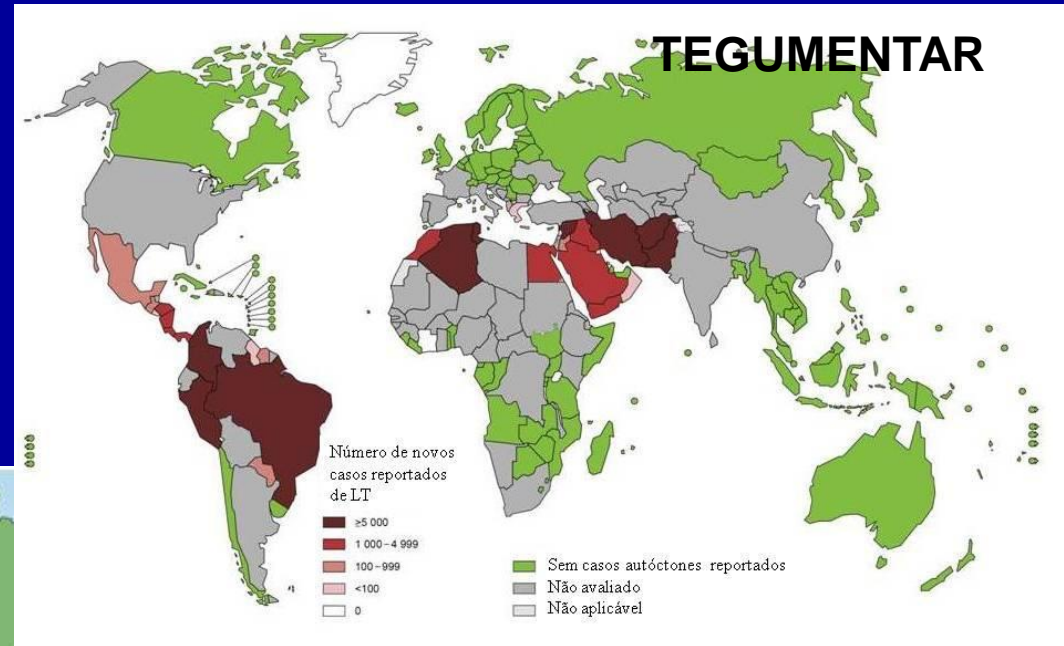 TEGUMENTAR
Número de novos
casos reportados
de LT
≥5 000
1 000–4 999
100–999
<100
0
Sem casos autóctones reportados
Não avaliado
Não aplicável